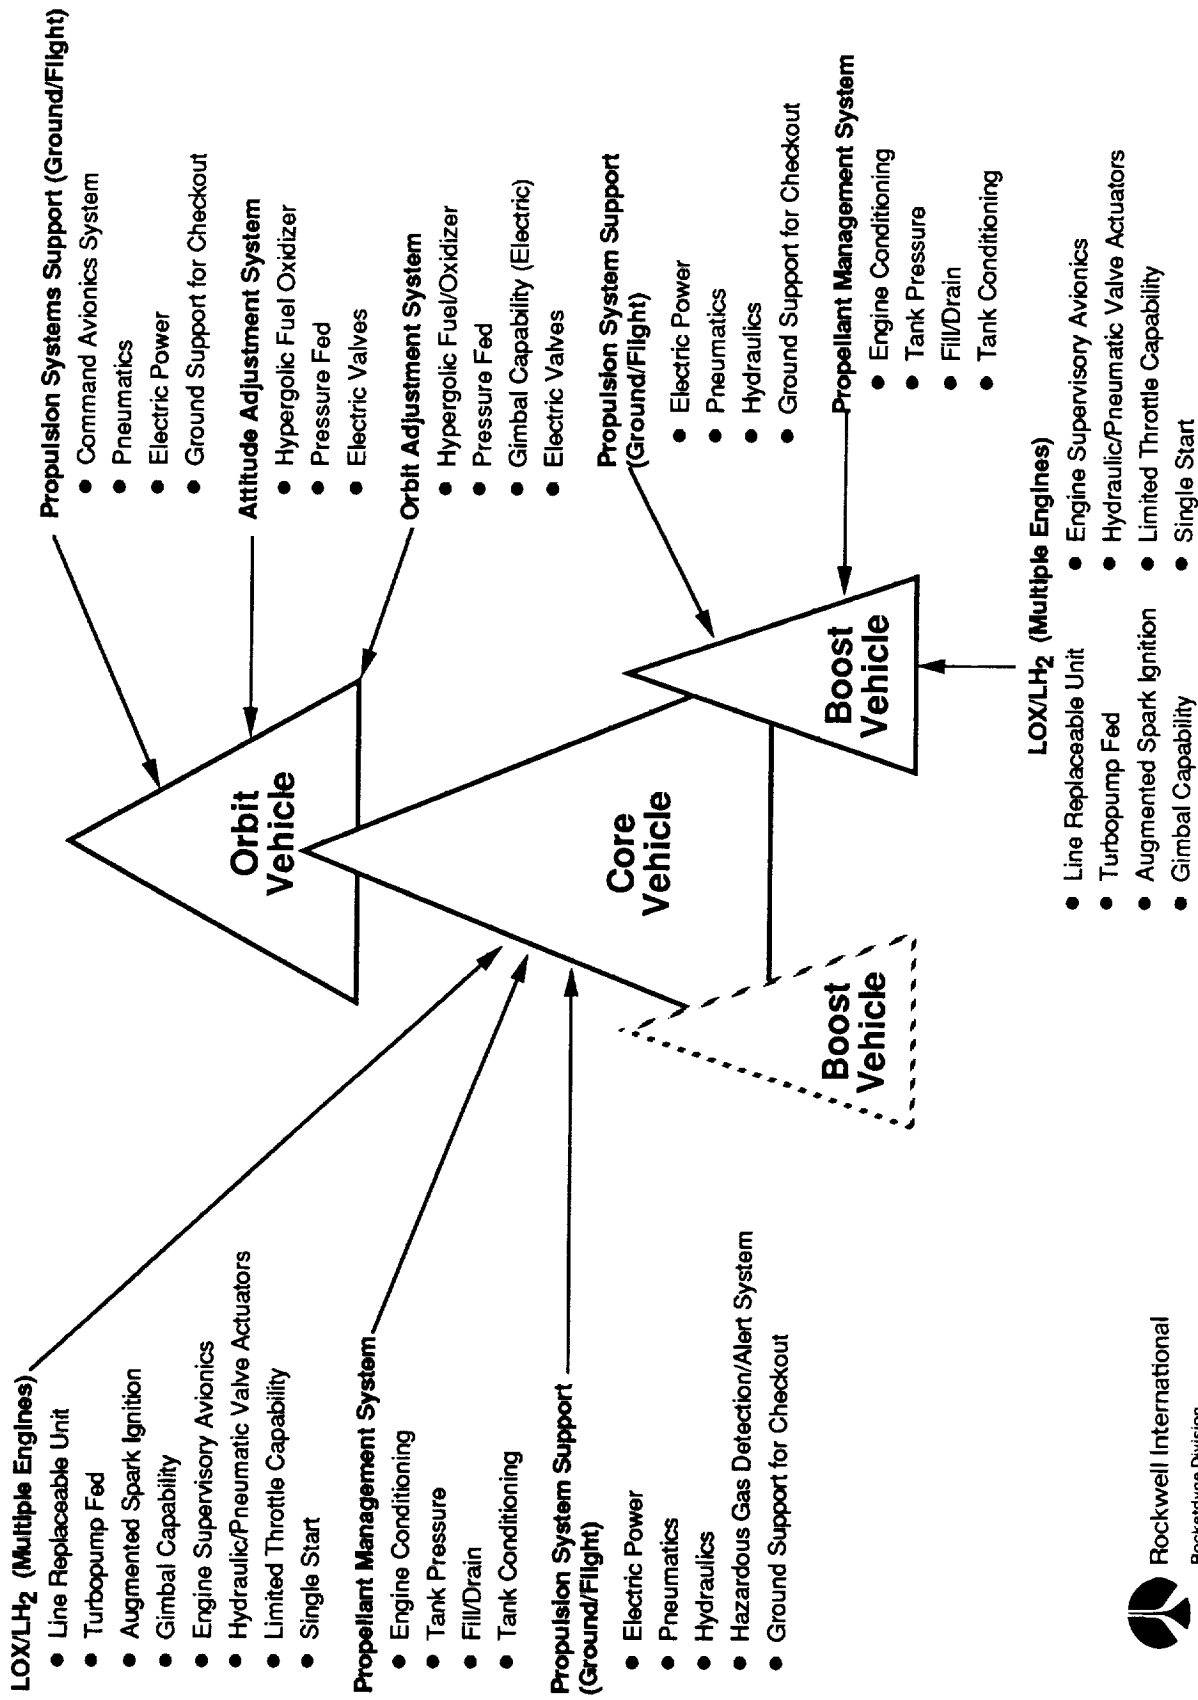 LOX/LH2 (Multiple Engines)
● Line Replaceable Unit
● Turbopump Fed
● Augmented Spark Ignition
● Gimbal Capability
● Engine Supervisory Avionics
● Hydraulic/Pneumatic Valve Actuators
● Limited Throttle Capability
● Single Start
Propellant Management System
● Engine Conditioning
● Tank Pressure
● Fill/Drain
● Tank Conditioning
Propulsion System Support
(Ground/Flight)
● Electric Power
● Pneumatics
● Hydraulics
● Hazardous Gas Detection/Alert System
● Ground Support for Checkout
Orbit
Vehicle
Core
Vehicle
Boost
Vehicle
Boost
Vehicle
Propulsion Systems Support (Ground/Flight)
● Command Avionics System
● Pneumatics
● Electric Power
● Ground Support for Checkout
Attitude Adjustment System
● Hypergolic Fuel Oxidizer
● Pressure Fed
● Electric Valves
Orbit Adjustment System
● Hypergolic Fuel/Oxidizer
● Pressure Fed
● Gimbal Capability (Electric)
● Electric Valves
Propulsion System Support
(Ground/Flight)
● Electric Power
● Pneumatics
● Hydraulics
● Ground Support for Checkout
Propellant Management System
● Engine Conditioning
● Tank Pressure
● Fill/Drain
● Tank Conditioning
LOX/LH2 (Multiple Engines)
● Line Replaceable Unit
● Turbopump Fed
● Augmented Spark Ignition
● Gimbal Capability
● Engine Supervisory Avionics
● Hydraulic/Pneumatic Valve Actuators
● Limited Throttle Capability
● Single Start
Rockwell International
Rocketdyne Division